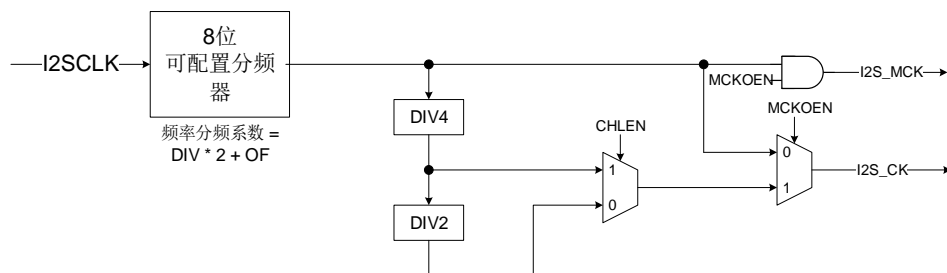 I2SCLK
8位
可配置分频
器
频率分频系数 =
DIV * 2 + OF
DIV4
DIV2
CHLEN
1
0
MCKOEN
I2S_MCK
MCKOEN
0
1
I2S_CK